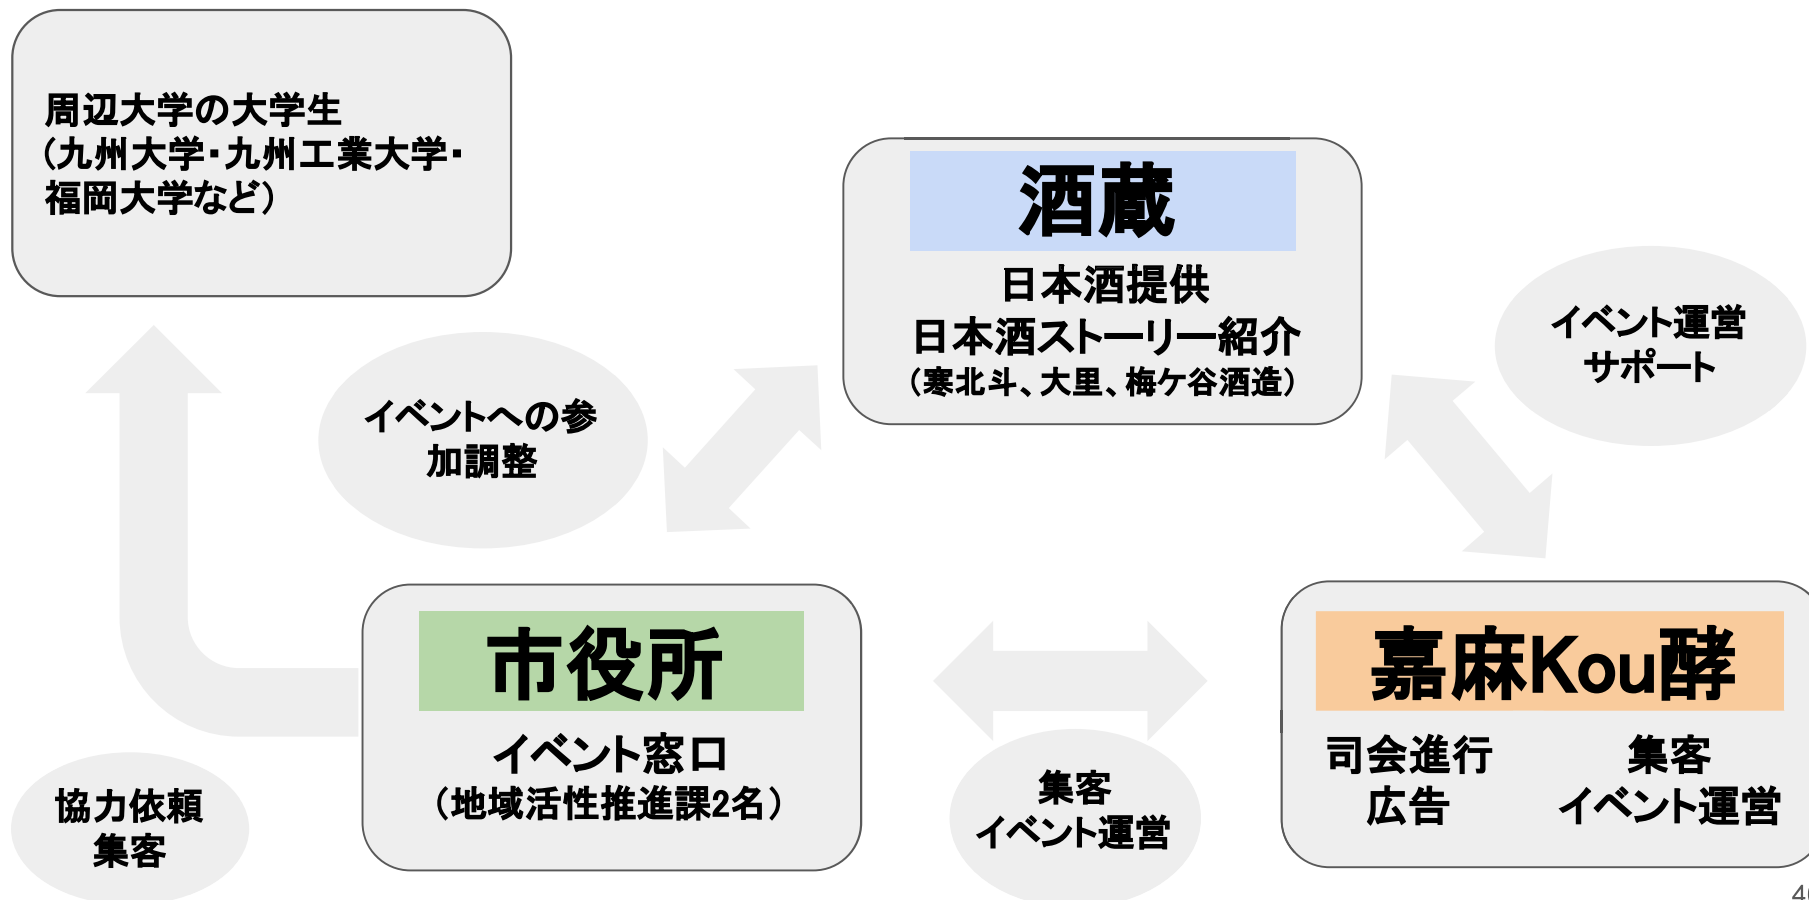 周辺大学の大学生
(九州大学・九州工業大学・
福岡大学など)
酒蔵
日本酒提供
日本酒ストーリー紹介
(寒北斗、大里、梅ケ谷酒造)
イベント運営
サポート
イベントへの参
加調整
市役所
イベント窓口
(地域活性推進課2名)
嘉麻Kou酵
司会進行
広告
集客
イベント運営
集客
イベント運営
協力依頼
集客